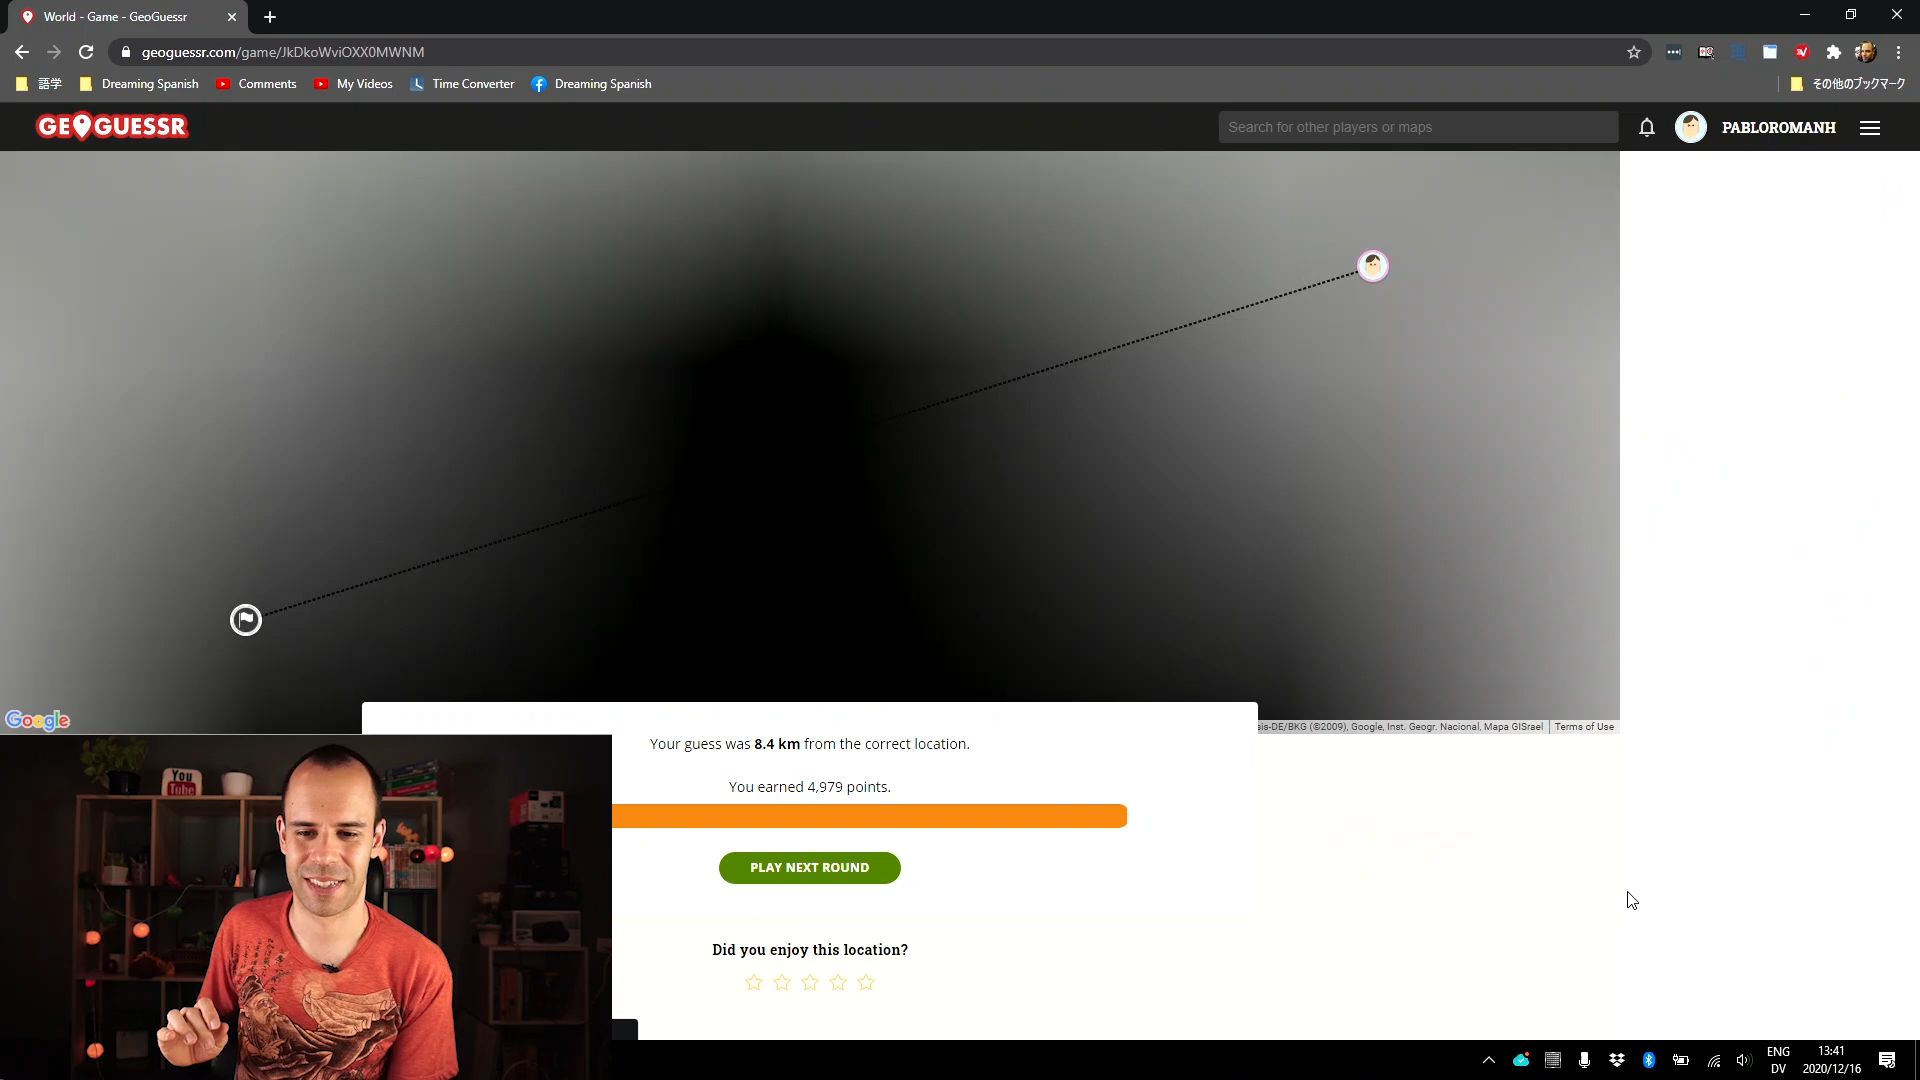 World - Game - GeoGuessr
geoguessr.com/game/JkDkoWviOXX0MWNM
語学
Dreaming Spanish
Comments
My Videos
Time Converter
Dreaming Spanish
その他のブックマーク
GEOGUESSR
Search for other players or maps
PABLOROMANH
Google
sis-DE/BKG (©2009), Google, Inst. Geogr. Nacional, Mapa GISrael
Terms of Use
Your guess was 8.4 km from the correct location.
You earned 4,979 points.
PLAY NEXT ROUND
Did you enjoy this location?
You
Tube
ENG
DV
13:41
2020/12/16